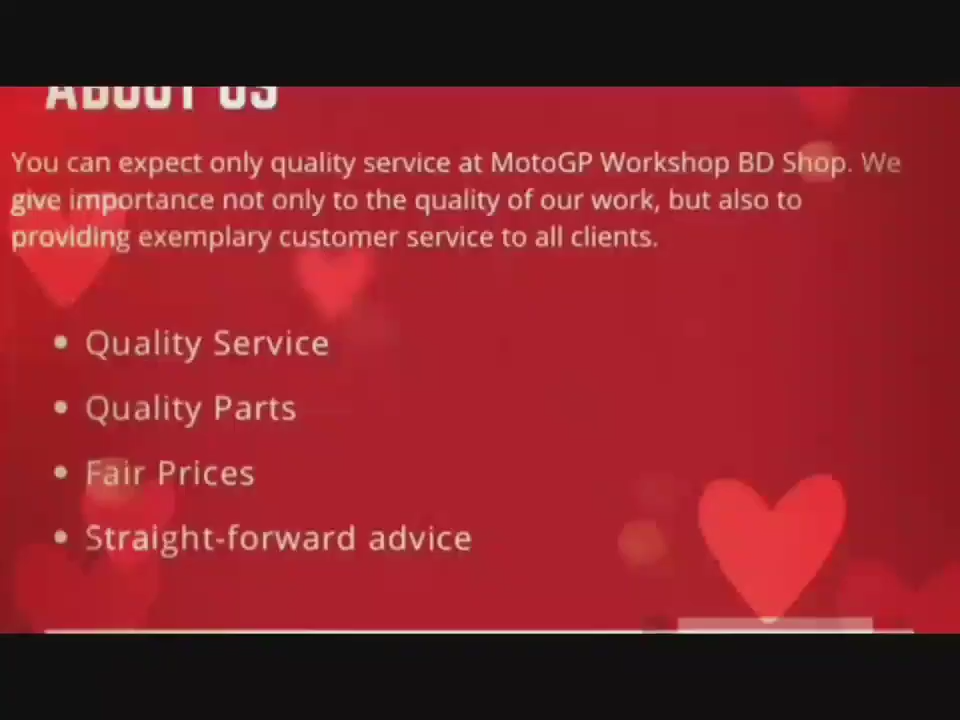 ABOUT US
You can expect only quality service at MotoGP Workshop BD Shop. We
give importance not only to the quality of our work, but also to
providing exemplary customer service to all clients.
• Quality Service
• Quality Parts
• Fair Prices
• Straight-forward advice